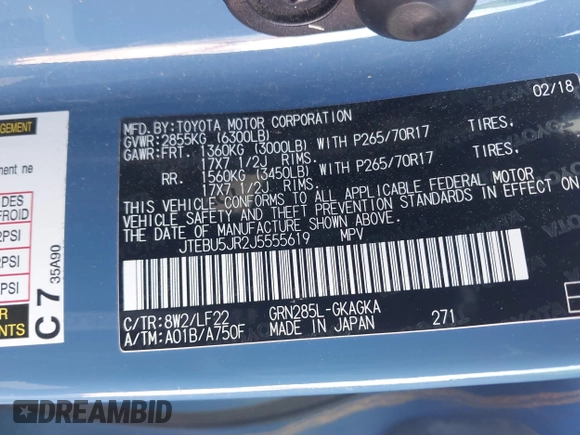 02/18
MFD.BY:TOYOTA MOTOR CORPORATION
GVWR:2855KG (6300LB)
GAWR:FRT. 1360KG (3000LB) WITH P265/70R17 TIRES.
17X7 1/2J RIMS.
RR. 1560KG (3450LB) WITH P265/70R17 TIRES.
17X7 1/2J RIMS.
THIS VEHICLE CONFORMS TO ALL APPLICABLE FEDERAL MOTOR
VEHICLE SAFETY AND THEFT PREVENTION STANDARDS IN EFFECT ON
THE DATE OF MANUFACTURE SHOWN ABOVE.
JTEBU5JR2J5555619 MPV
C/TR:8W2/LF22 GRN285L-GKAGKA
A/TM:A01B/A750F MADE IN JAPAN 271
ement ne
DES
FROID
PSI
PSI
C7 35A90
DREAMBID